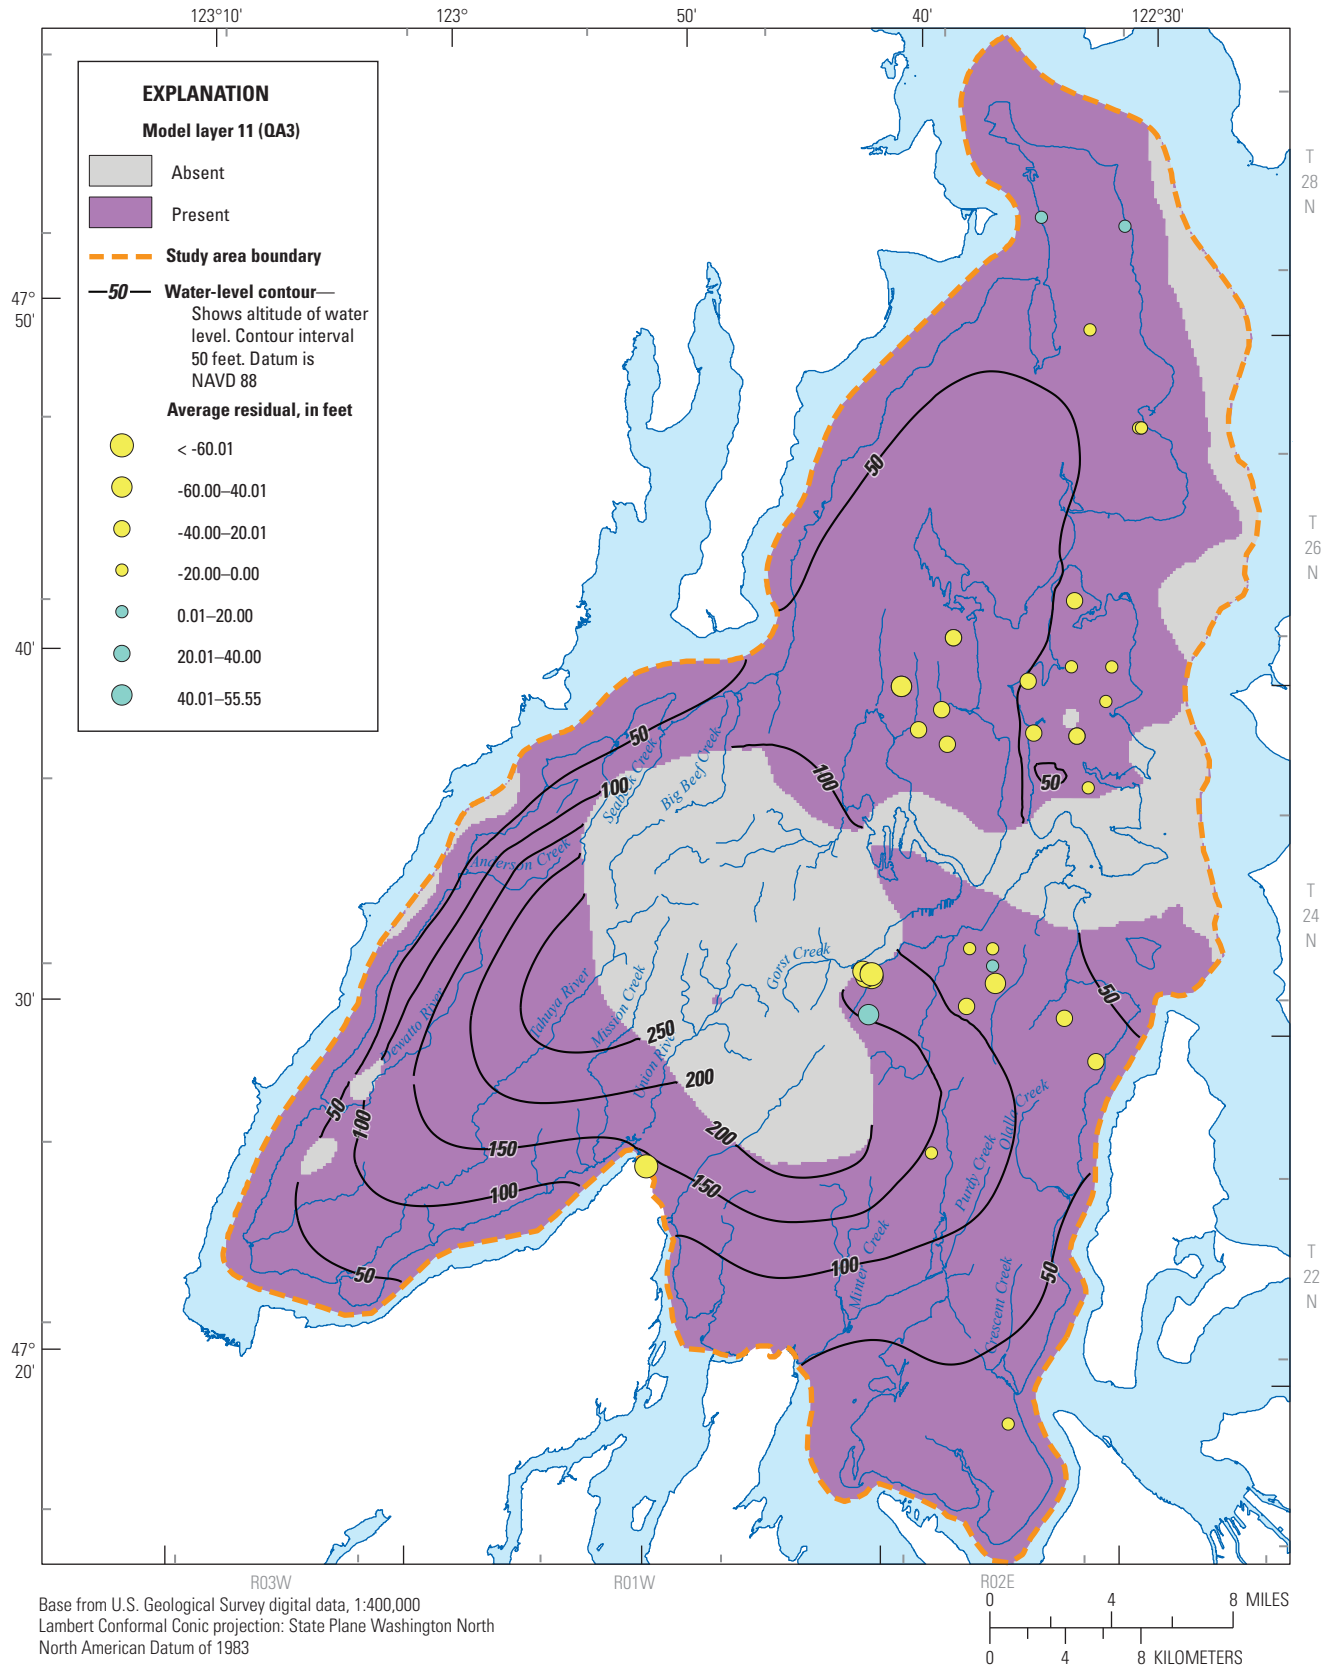 123°10'
123°
50'
40'
122°30'
EXPLANATION
Model layer 11 (QA3)
Absent
Present
Study area boundary
50
Water-level contour—
Shows altitude of water
level. Contour interval
50 feet. Datum is
NAVD 88
Average residual, in feet
< -60.01
-60.00–40.01
-40.00–20.01
-20.00–0.00
0.01–20.00
20.01–40.00
40.01–55.55
47°
50'
40'
30'
47°
20'
T
28
N
T
26
N
T
24
N
T
22
N
50
50
100
Seabeck Creek
Big Beef Creek
100
50
Anderson Creek
Gorst Creek
Tahuya River
Mission Creek
Dewatto River
Union River
250
200
50
50
100
200
150
150
100
Olalla Creek
Purdy Creek
Minter Creek
100
50
50
Crescent Creek
R03W
R01W
R02E
Base from U.S. Geological Survey digital data, 1:400,000
Lambert Conformal Conic projection: State Plane Washington North
North American Datum of 1983
0
4
8 MILES
0
4
8 KILOMETERS